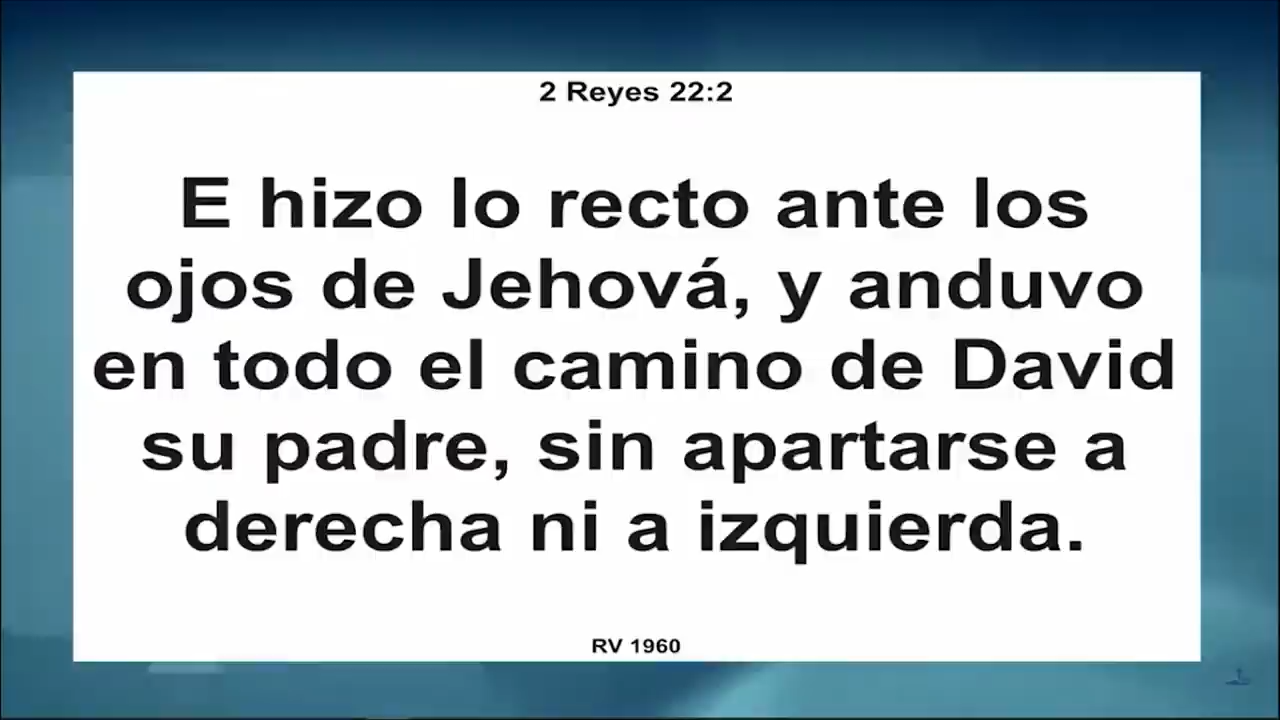 2 Reyes 22:2
E hizo lo recto ante los
ojos de Jehová, y anduvo
en todo el camino de David
su padre, sin apartarse a
derecha ni a izquierda.
RV 1960